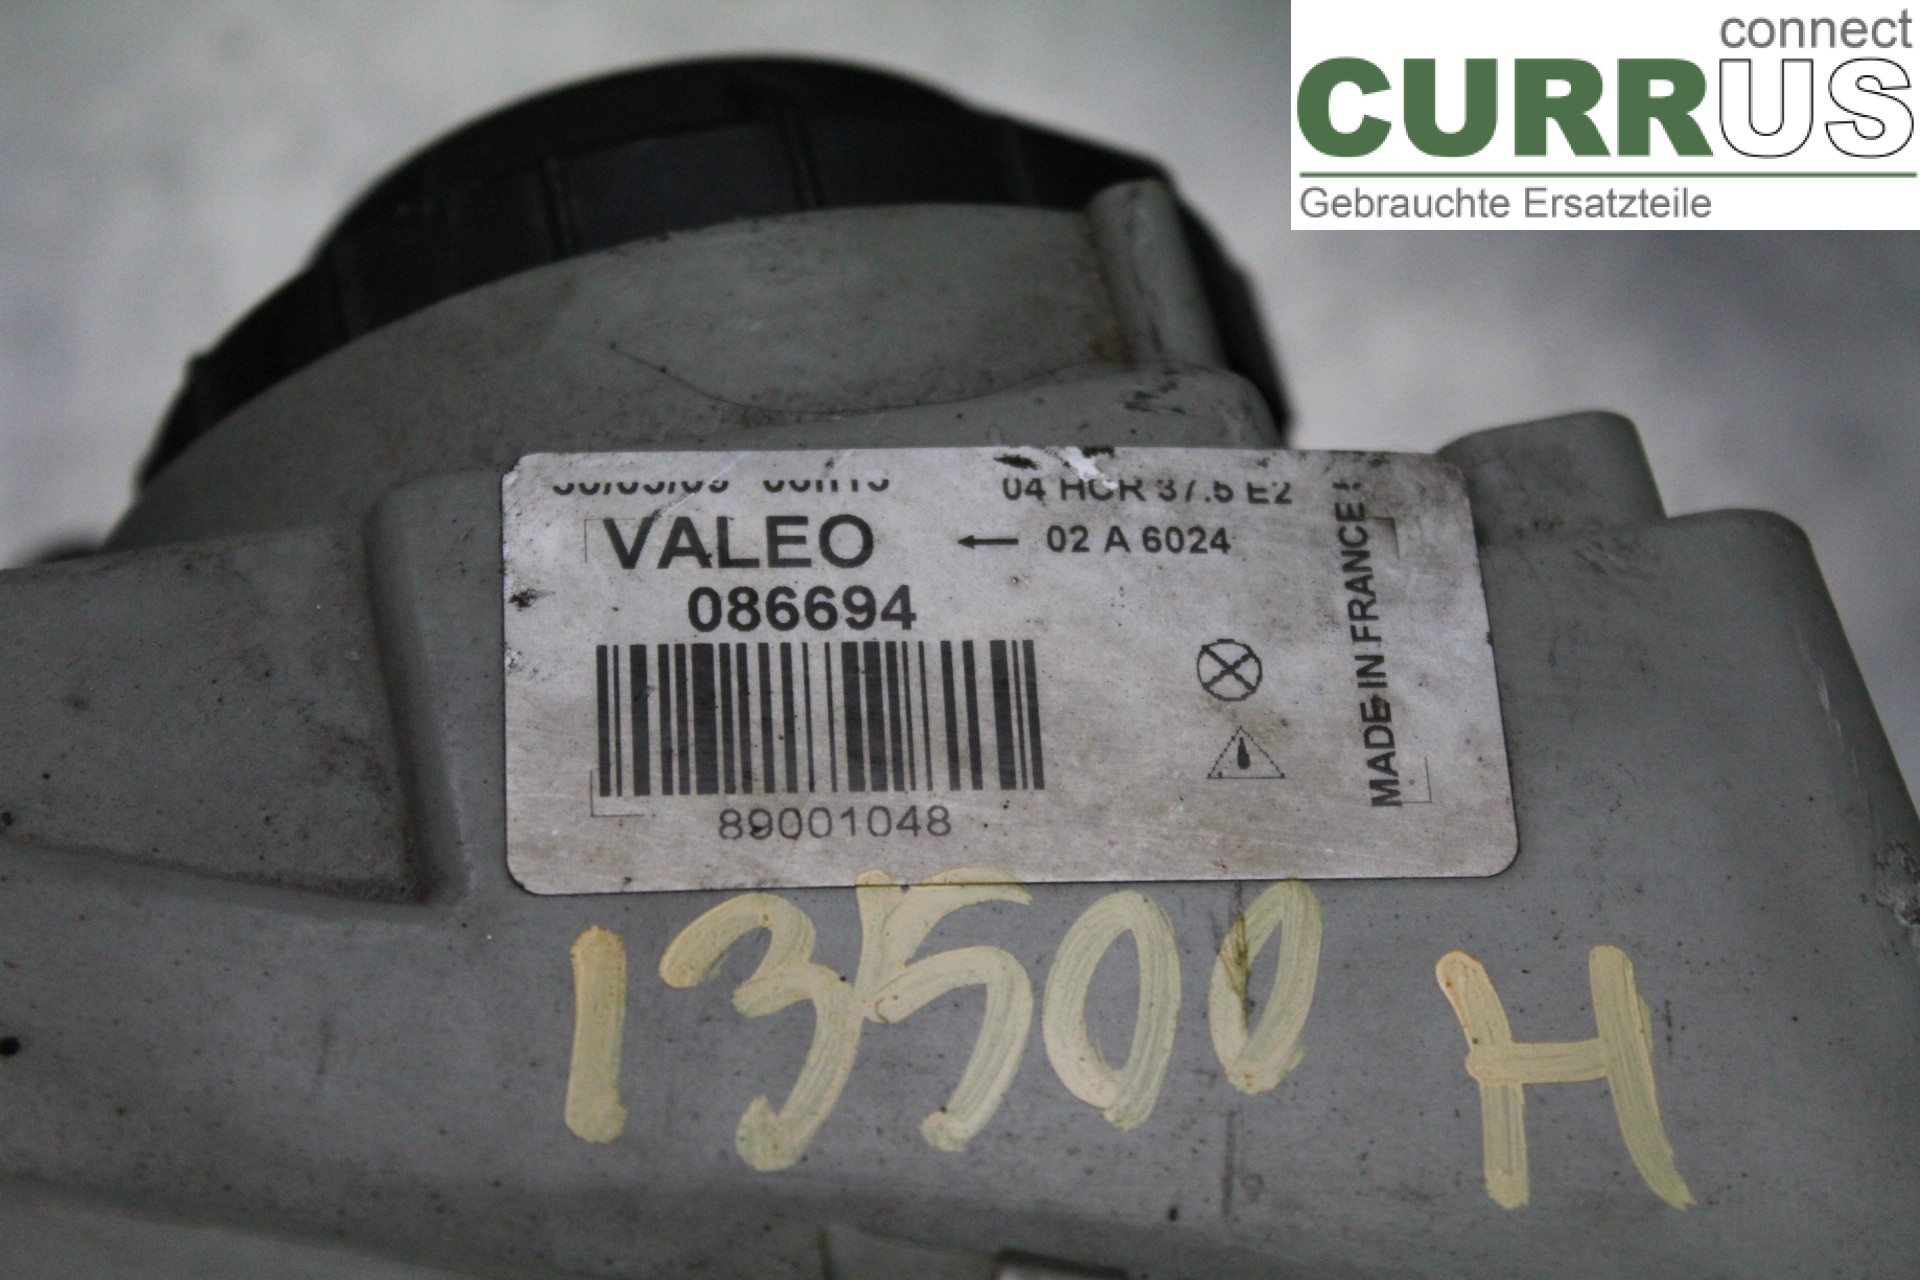 connect
CURRUS
Gebrauchte Ersatzteile
04 HCR 37.5 E2
VALEO
← 02 A 6024
086694
MADE IN FRANCE
89001048
13500 H